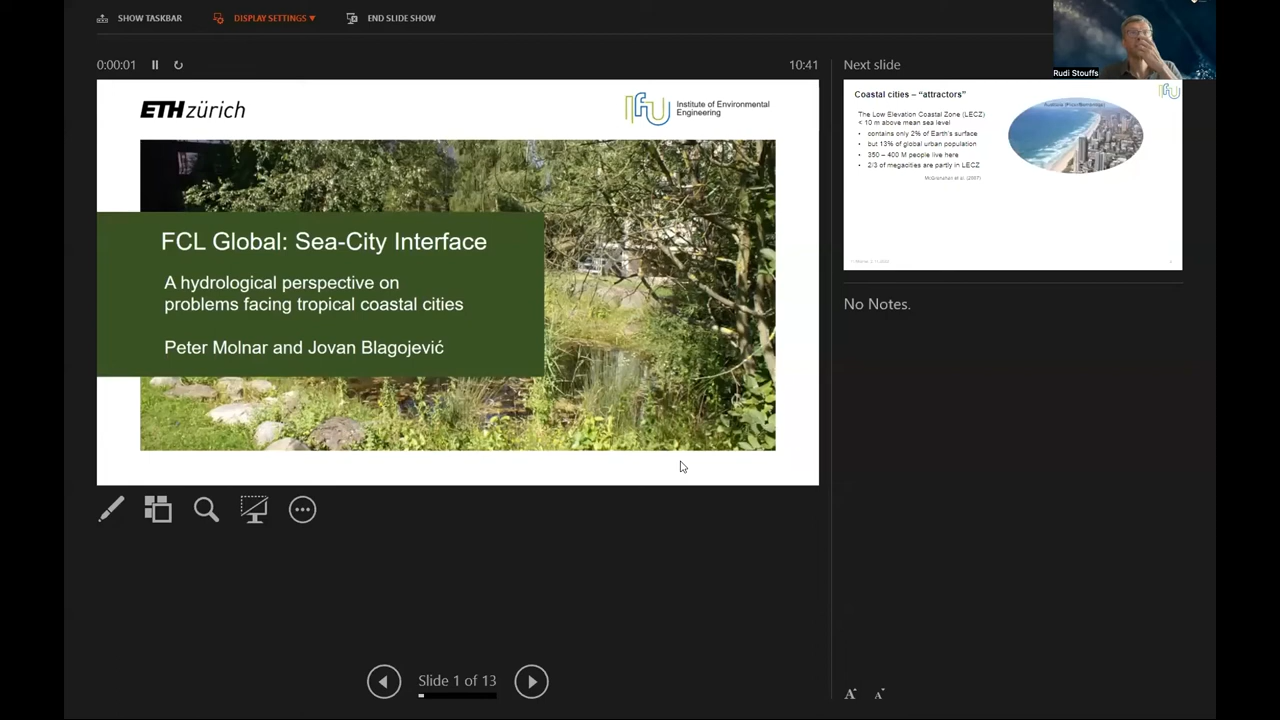 SHOW TASKBAR
DISPLAY SETTINGS
END SLIDE SHOW
Rudi Stouffs
0:00:01
10:41
Next slide
ETH zürich
Institute of Environmental
Engineering
FCL Global: Sea-City Interface
A hydrological perspective on
problems facing tropical coastal cities
Peter Molnar and Jovan Blagojević
Coastal cities – “attractors”
The Low Elevation Coastal Zone (LECZ)
< 10 m above mean sea level
• contains only 2% of Earth's surface
• but 13% of global urban population
• 350 – 400 M people live here
• 2/3 of megacities are partly in LECZ
McGranahan et al. (2007)
No Notes.
Slide 1 of 13
A
A